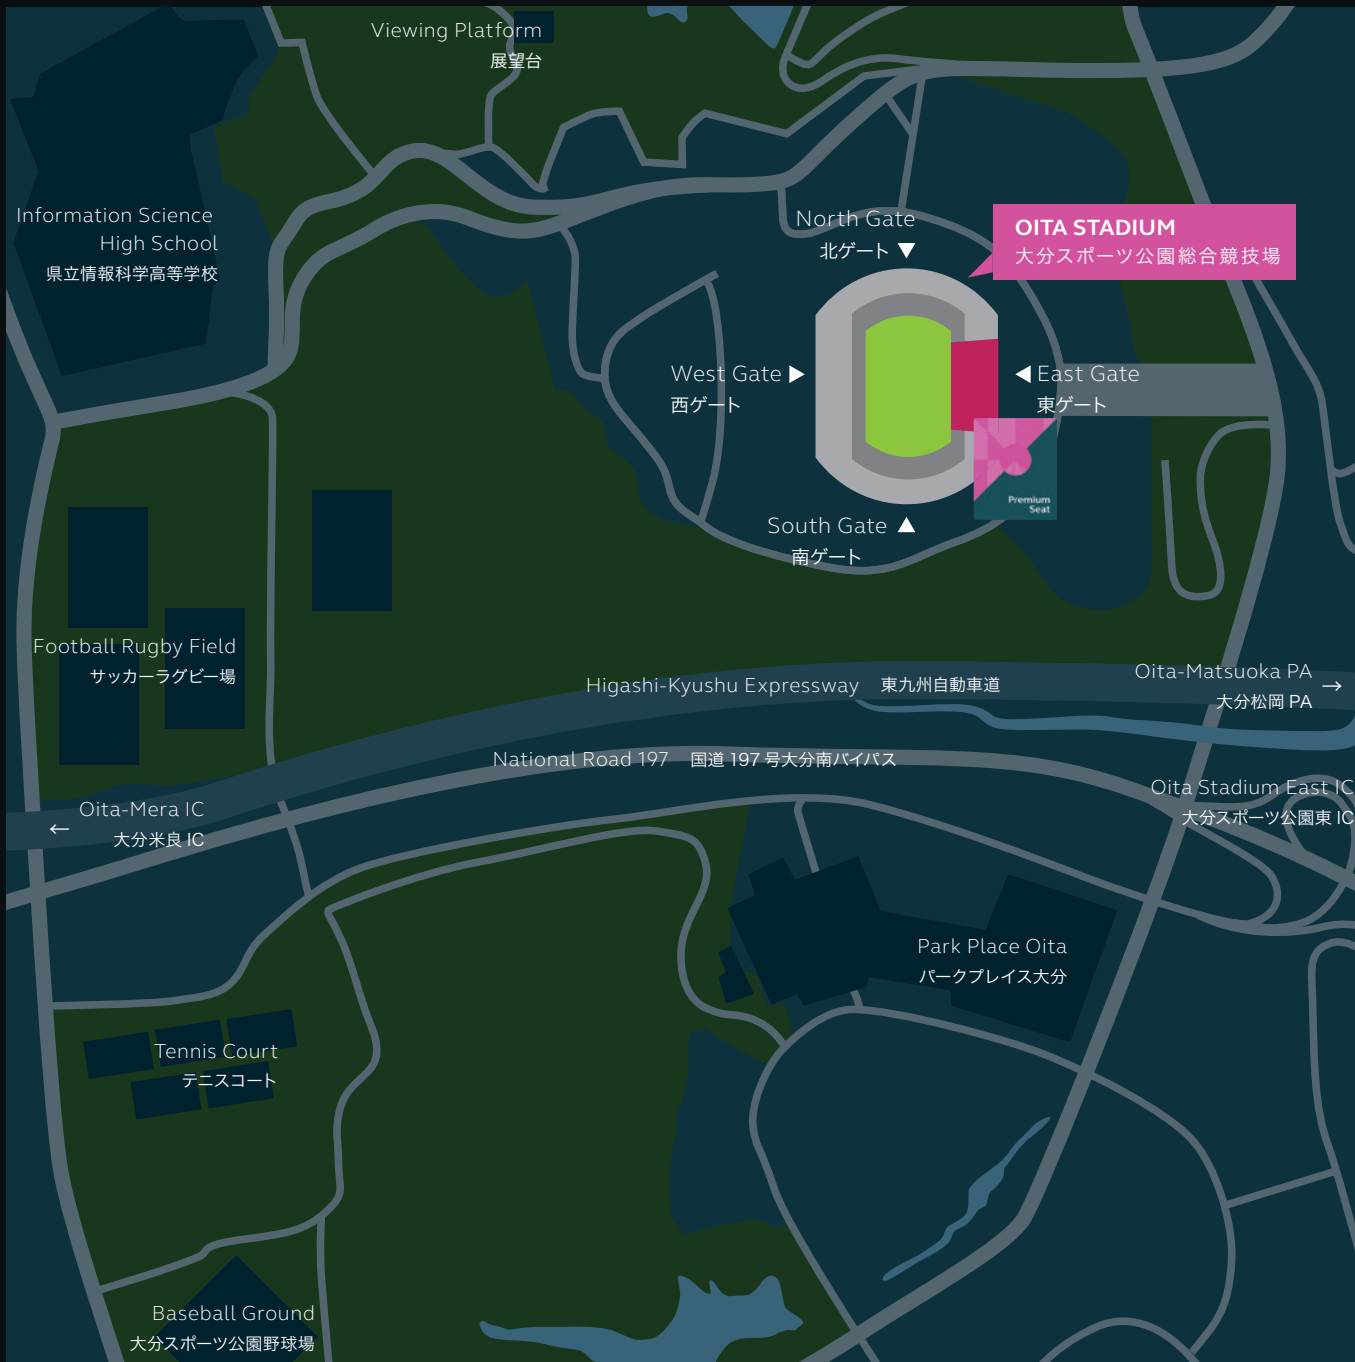 Viewing Platform
展望台
Information Science
High School
県立情報科学高等学校
North Gate
北ゲート ▼
OITA STADIUM
大分スポーツ公園総合競技場
West Gate ▶
西ゲート
◀ East Gate
東ゲート
Premium
Seat
South Gate ▲
南ゲート
Football Rugby Field
サッカーラグビー場
Higashi-Kyushu Expressway 東九州自動車道
Oita-Matsuoka PA →
大分松岡 PA
National Road 197 国道 197 号大分南バイパス
Oita Stadium East IC
大分スポーツ公園東 IC
← Oita-Mera IC
大分米良 IC
Park Place Oita
パークプレイス大分
Tennis Court
テニスコート
Baseball Ground
大分スポーツ公園野球場